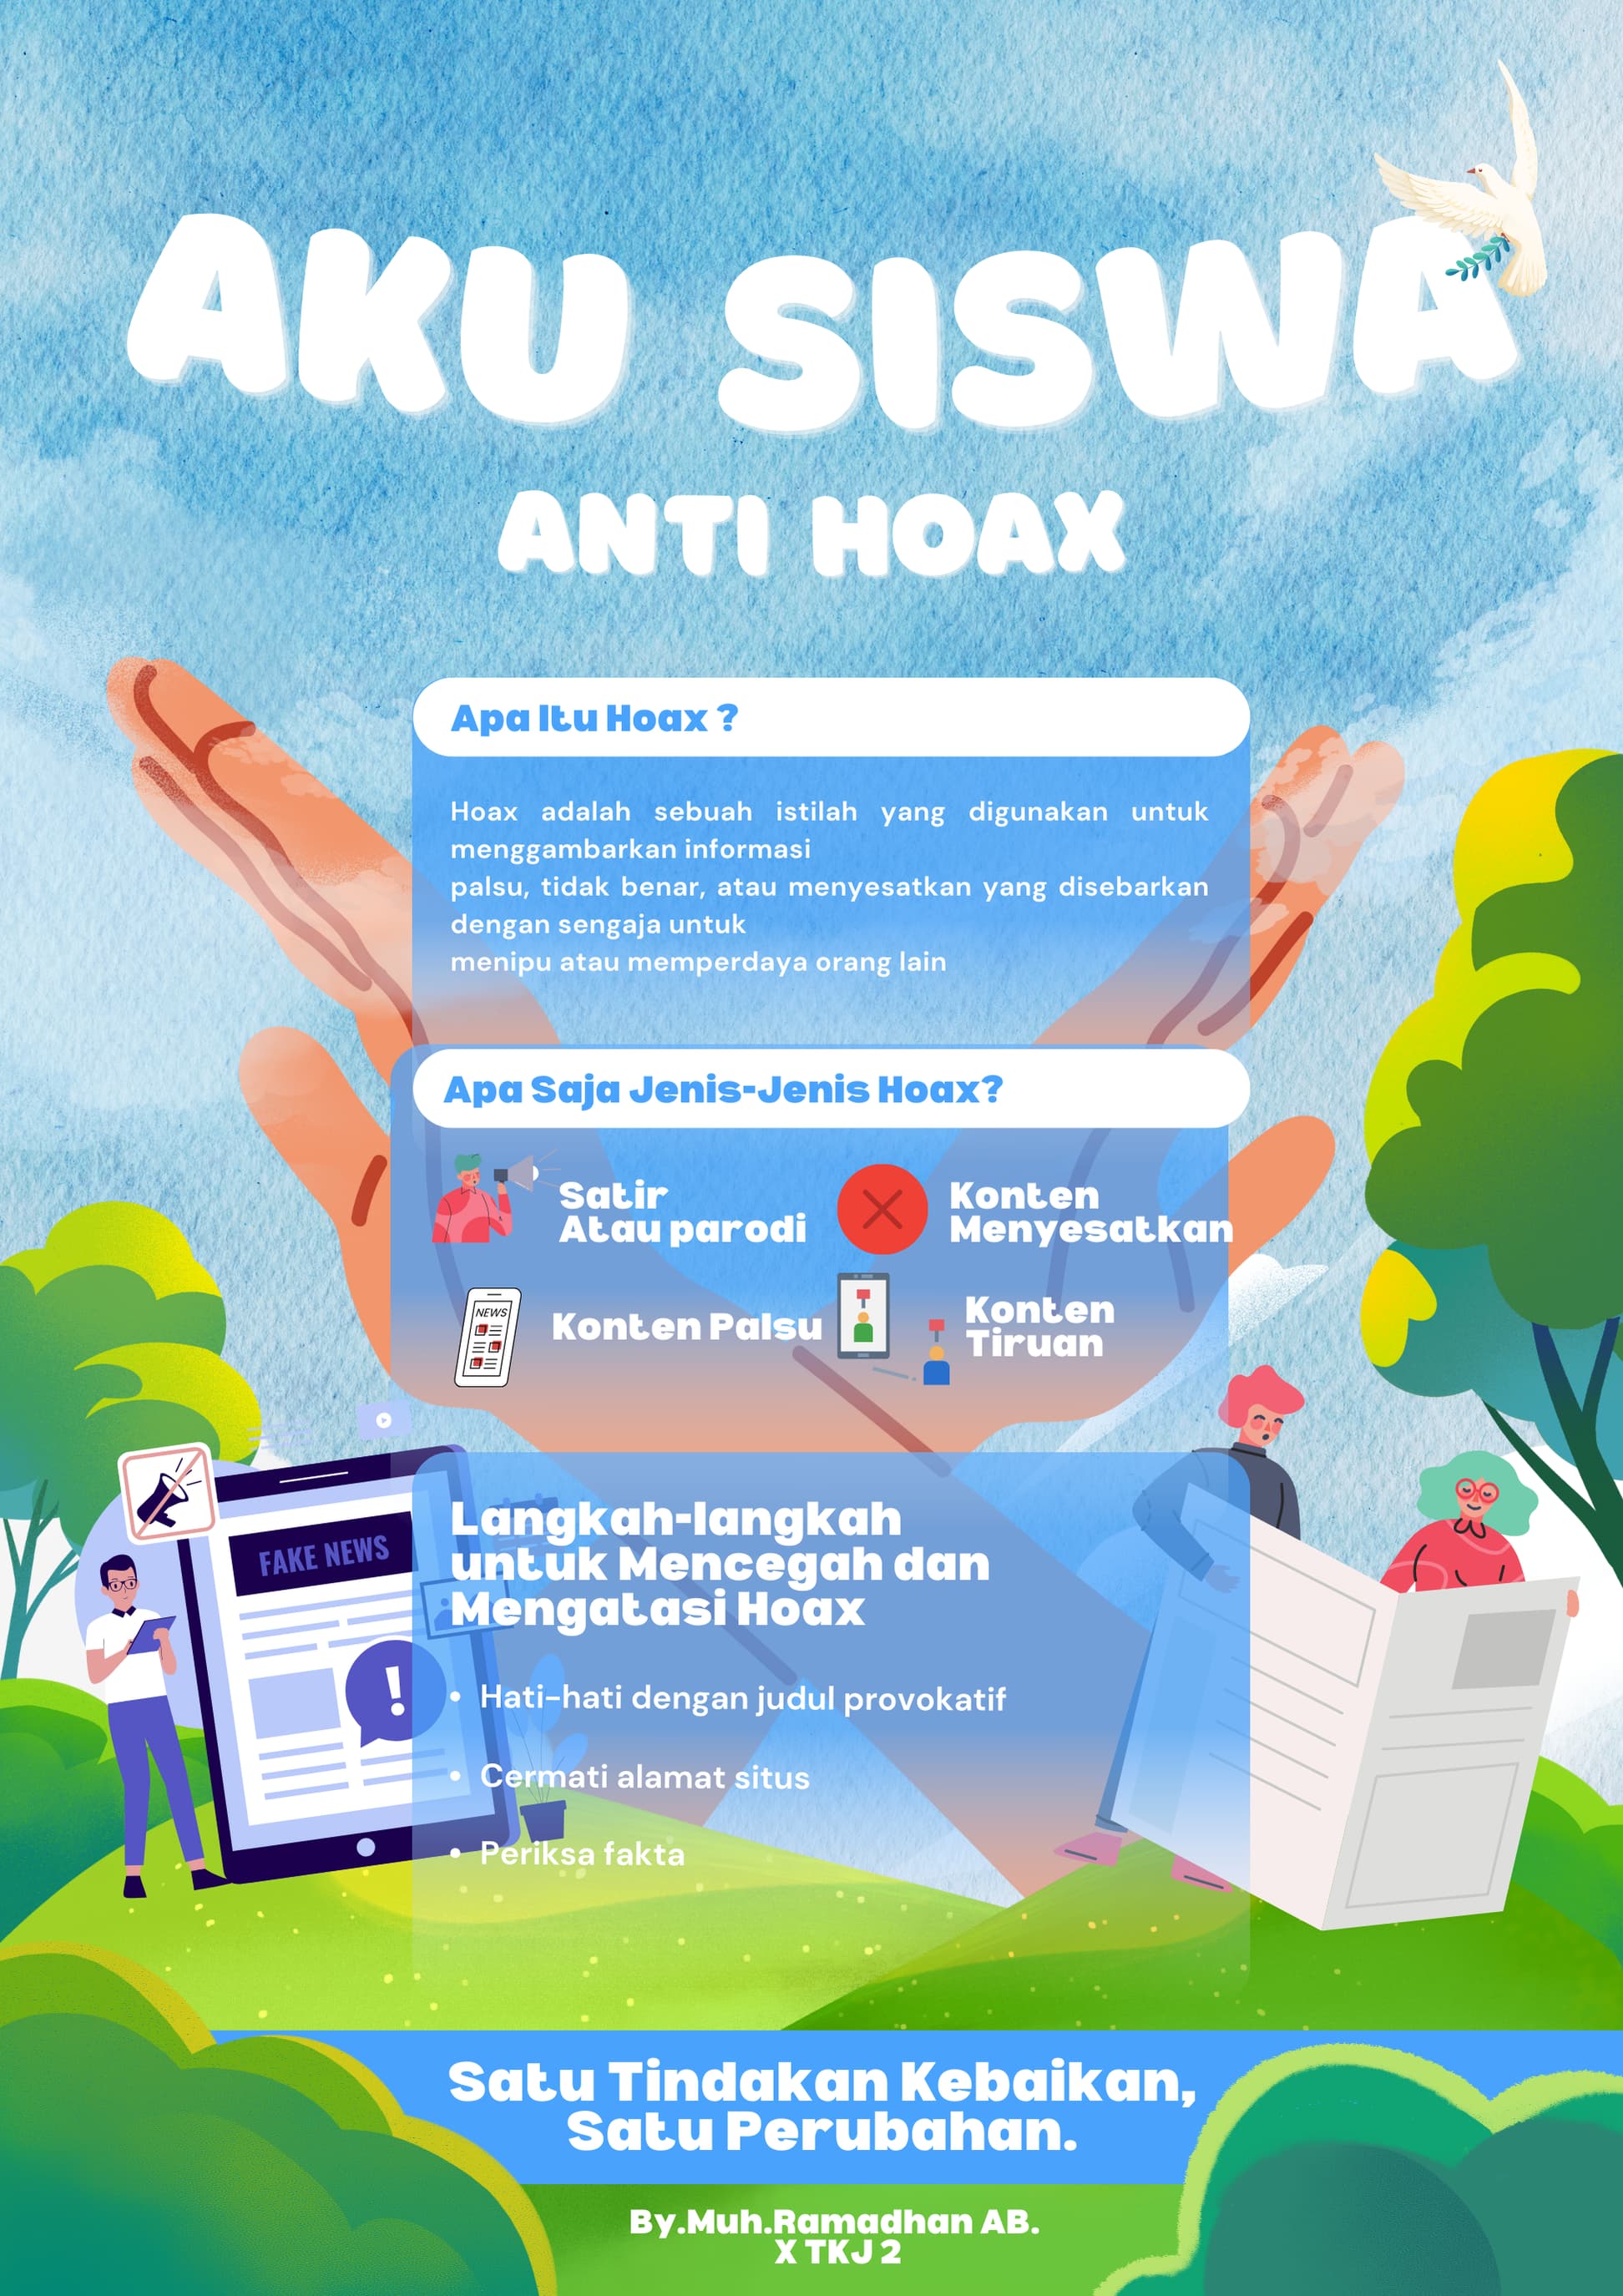 AKU SISWA
ANTI HOAX
Apa Itu Hoax ?
Hoax adalah sebuah istilah yang digunakan untuk
menggambarkan informasi
palsu, tidak benar, atau menyesatkan yang disebarkan
dengan sengaja untuk
menipu atau memperdaya orang lain
Apa Saja Jenis-Jenis Hoax?
Satir
Atau parodi
Konten
Menyesatkan
NEWS
Konten Palsu
Konten
Tiruan
FAKE NEWS
!
Langkah-langkah
untuk Mencegah dan
Mengatasi Hoax
• Hati-hati dengan judul provokatif
• Cermati alamat situs
• Periksa fakta
Satu Tindakan Kebaikan,
Satu Perubahan.
By.Muh.Ramadhan AB.
X TKJ 2